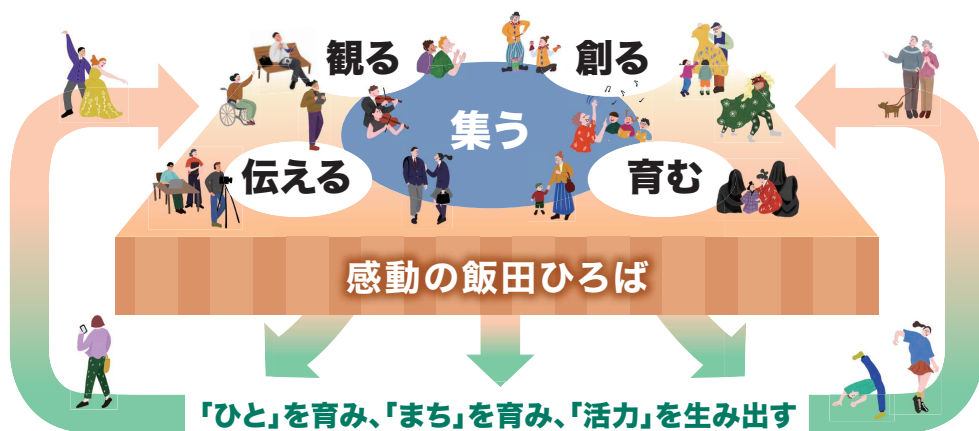 観る
創る
集う
伝える
育む
感動の飯田ひろば
「ひと」を育み、「まち」を育み、「活力」を生み出す